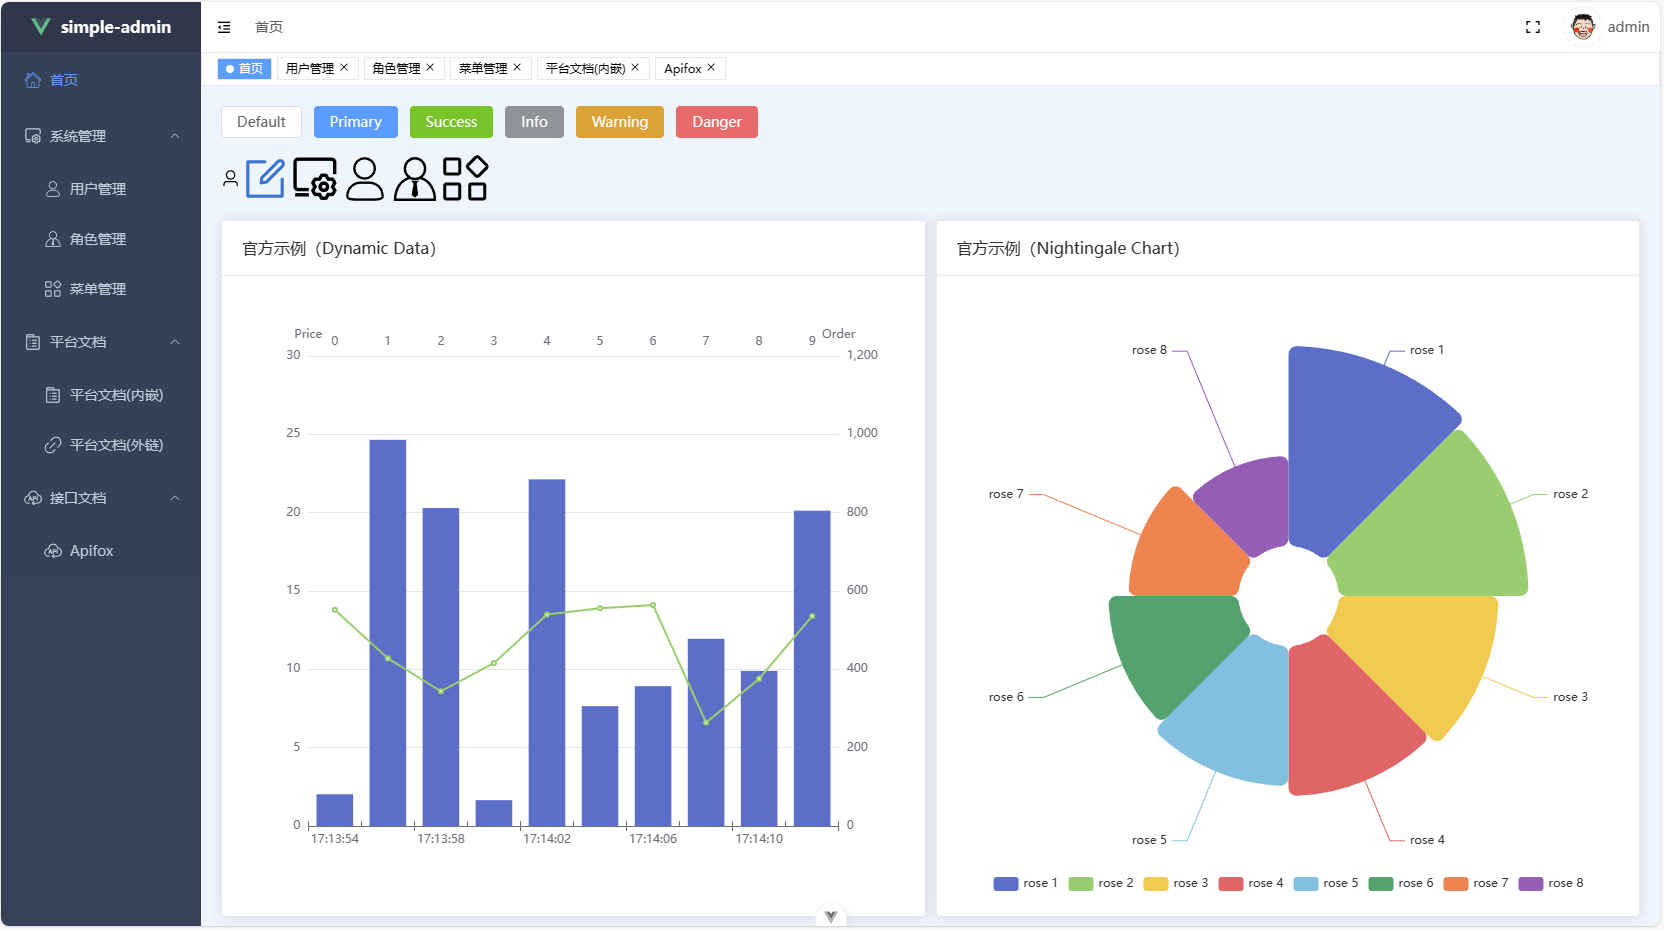 simple-admin
首页
系统管理
用户管理
角色管理
菜单管理
平台文档
平台文档(内嵌)
平台文档(外链)
接口文档
Apifox
首页
admin
首页 用户管理 角色管理 菜单管理 平台文档(内嵌) Apifox
Default Primary Success Info Warning Danger
官方示例（Dynamic Data）
Price Order
0 1 2 3 4 5 6 7 8 9
30 1,200
25 1,000
20 800
15 600
10 400
5 200
0 0
17:13:54 17:13:58 17:14:02 17:14:06 17:14:10
官方示例（Nightingale Chart）
rose 8 rose 1
rose 7 rose 2
rose 6 rose 3
rose 5 rose 4
rose 1 rose 2 rose 3 rose 4 rose 5 rose 6 rose 7 rose 8